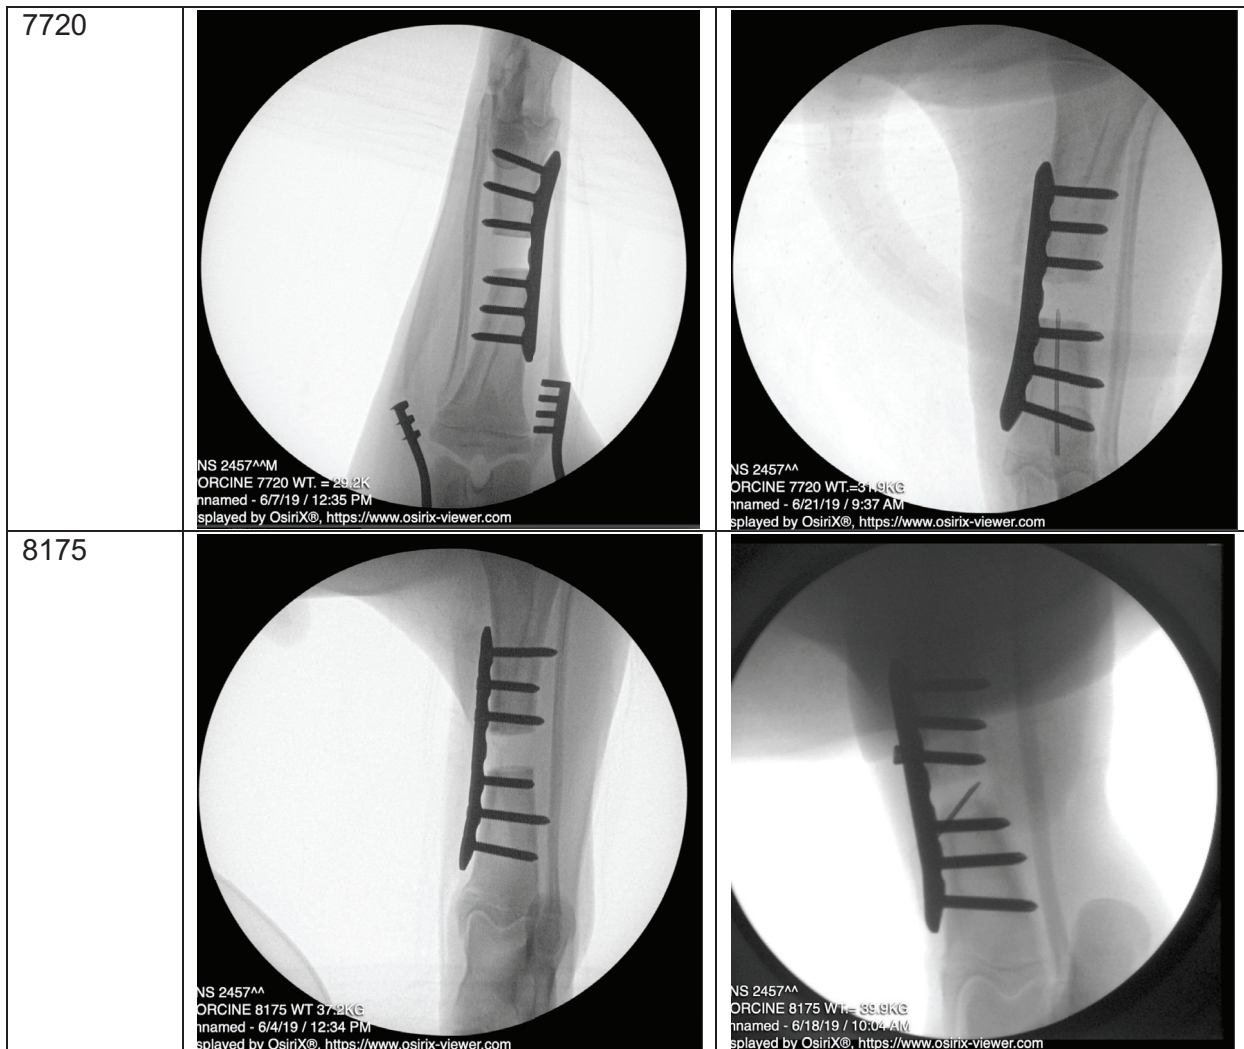 7720
NS 2457^^M
ORCINE 7720 WT. = 29.2K
nnamed - 6/7/19 / 12:35 PM
splayed by OsiriX®, https://www.osirix-viewer.com
NS 2457^^
ORCINE 7720 WT.=31.9KG
nnamed - 6/21/19 / 9:37 AM
splayed by OsiriX®, https://www.osirix-viewer.com
8175
NS 2457^^
ORCINE 8175 WT 37.2KG
nnamed - 6/4/19 / 12:34 PM
splayed by OsiriX®, https://www.osirix-viewer.com
NS 2457^^
ORCINE 8175 WT.= 39.9KG
nnamed - 6/18/19 / 10:04 AM
splayed by OsiriX®, https://www.osirix-viewer.com